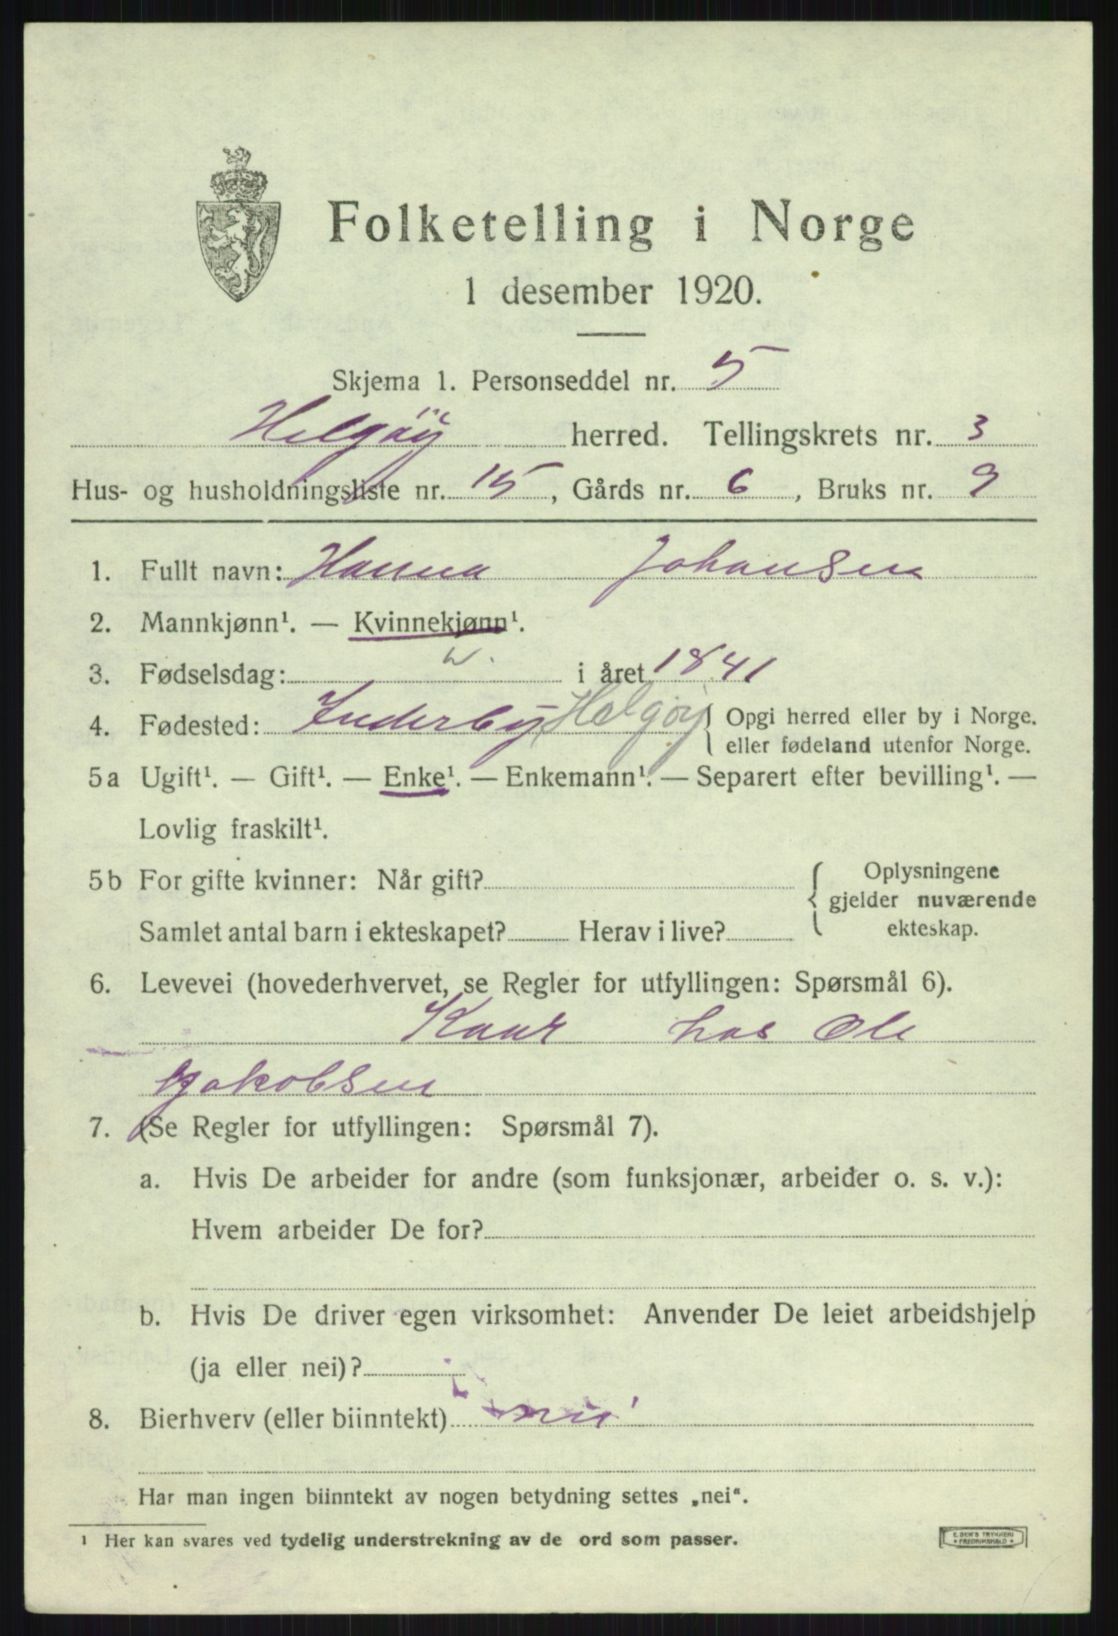 Folketelling i Norge
1 desember 1920.
Skjema 1. Personseddel nr. 5
Helgøy herred. Tellingskrets nr. 3
Hus- og husholdningsliste nr. 15, Gårds nr. 6, Bruks nr. 9
1. Fullt navn: Hanna Johansen
2. Mannkjønn¹. — Kvinnekjønn¹.
3. Fødselsdag: i året 1841
4. Fødested: Inderby (Helgøy) Opgi herred eller by i Norge.
eller fødeland utenfor Norge.
5a Ugift¹. — Gift¹. — Enke¹. — Enkemann¹. — Separert efter bevilling¹. —
Lovlig fraskilt¹.
5b For gifte kvinner: Når gift? Oplysningene
gjelder nuværende
Samlet antal barn i ekteskapet? Herav i live? ekteskap.
6. Levevei (hovederhvervet, se Regler for utfyllingen: Spørsmål 6).
Kaar hos Ole
Jakobsen
7. (Se Regler for utfyllingen: Spørsmål 7).
a. Hvis De arbeider for andre (som funksjonær, arbeider o. s. v.):
Hvem arbeider De for?
b. Hvis De driver egen virksomhet: Anvender De leiet arbeidshjelp
(ja eller nei)?
8. Bierhverv (eller biinntekt) nei
Har man ingen biinntekt av nogen betydning settes „nei“.
¹ Her kan svares ved tydelig understrekning av de ord som passer.